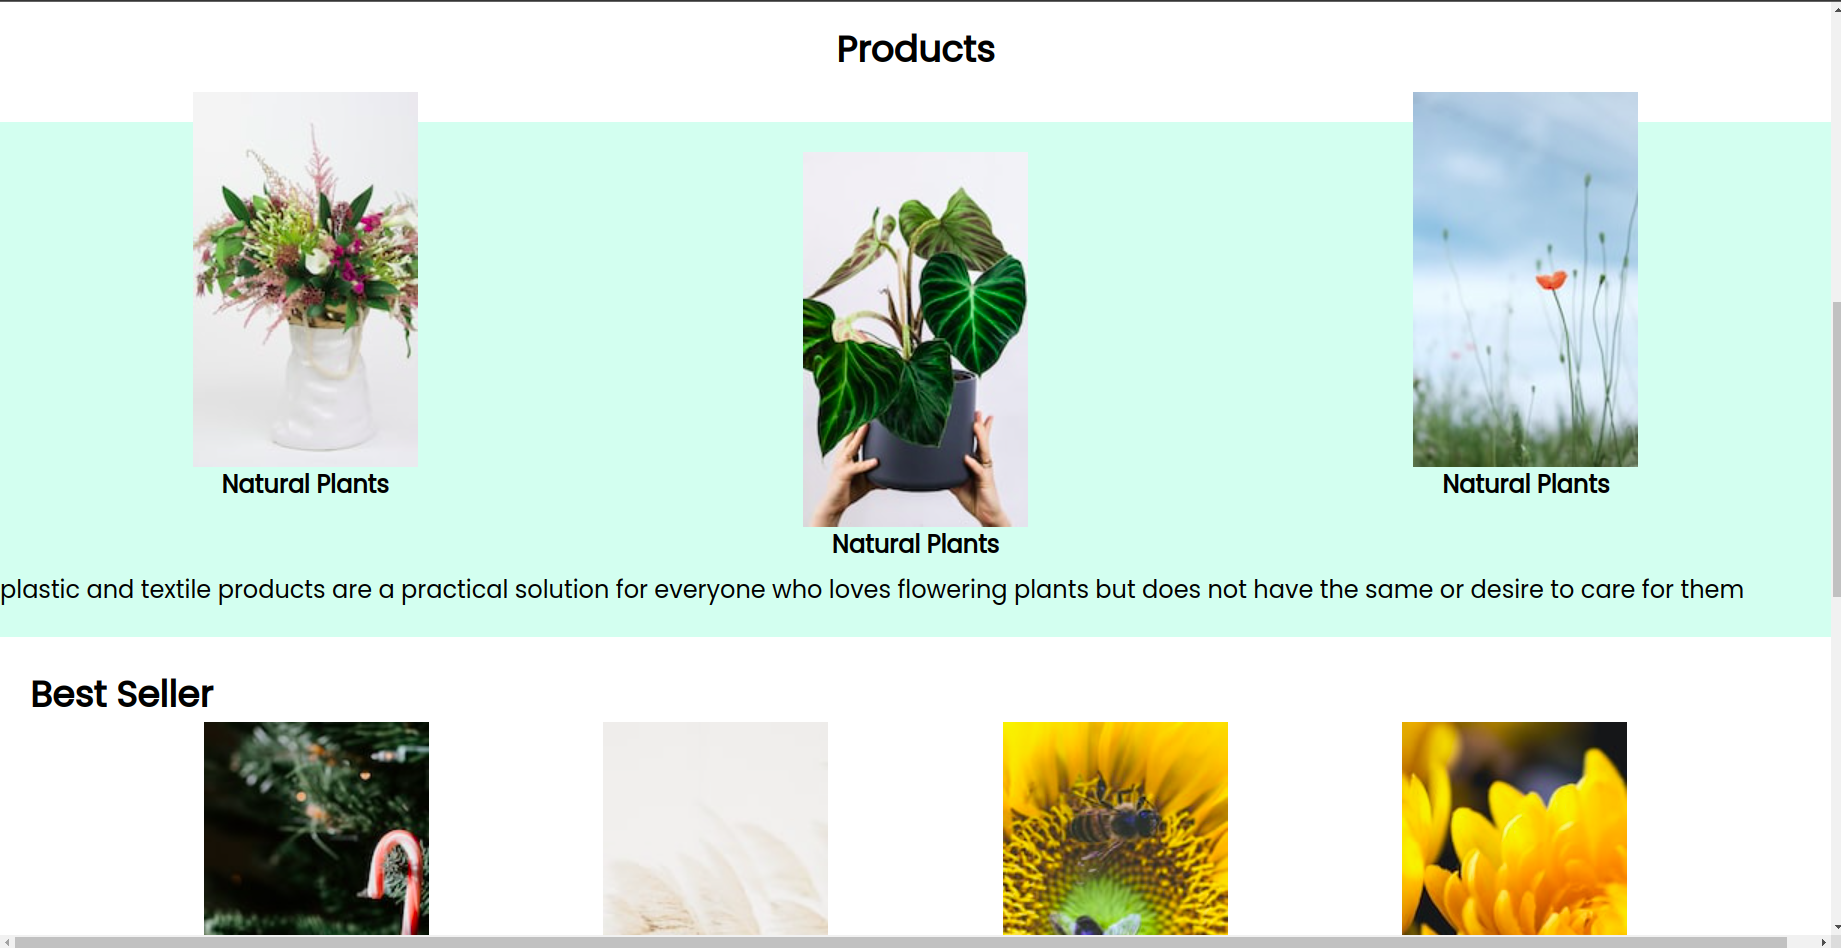 Products
Natural Plants
Natural Plants
Natural Plants
plastic and textile products are a practical solution for everyone who loves flowering plants but does not have the same or desire to care for them
Best Seller